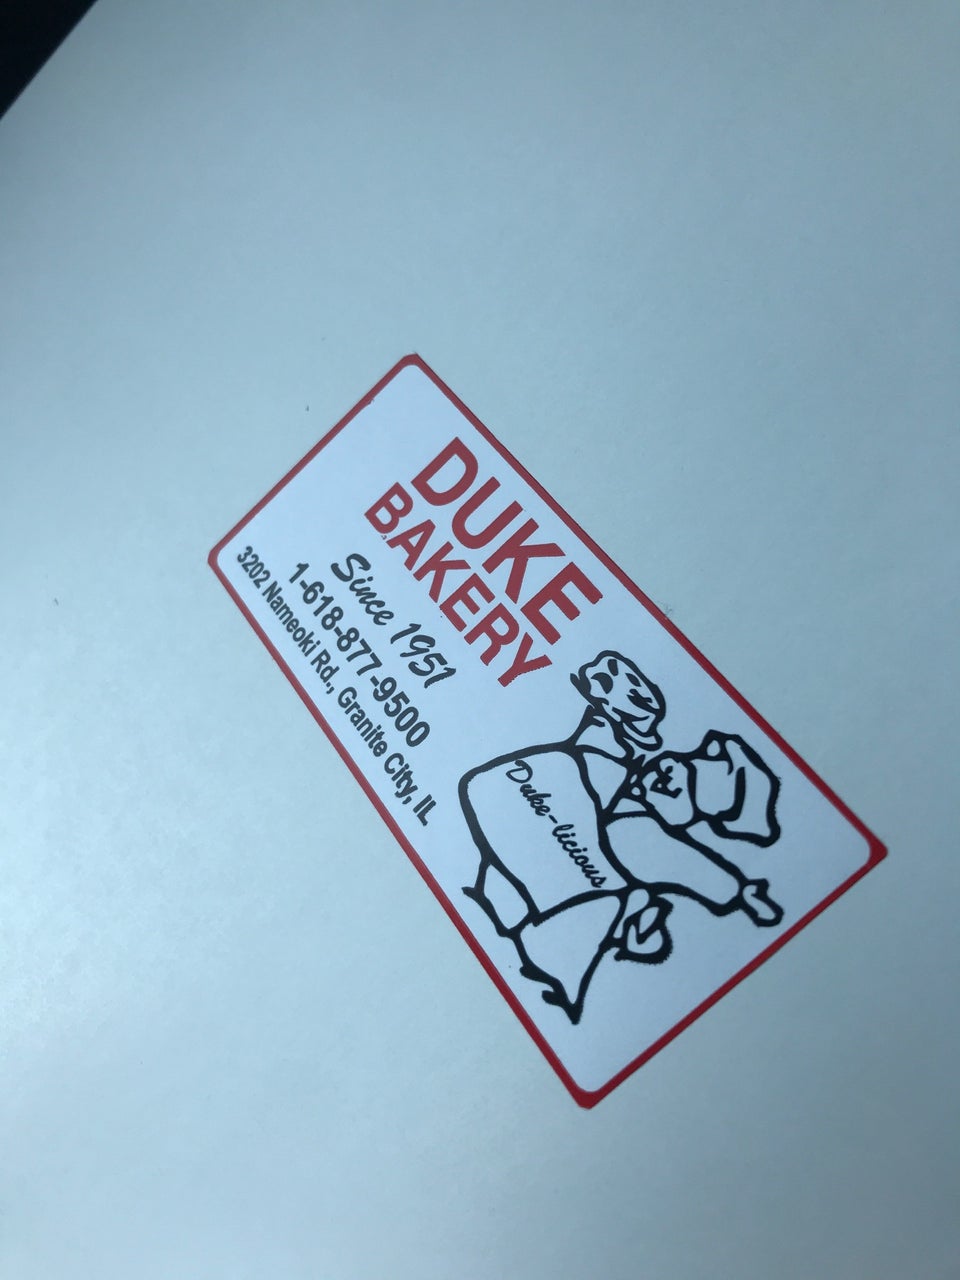 DUKE
BAKERY
Since 1951
1-618-877-9500
3202 Nameoki Rd., Granite City, IL
Duke-licious